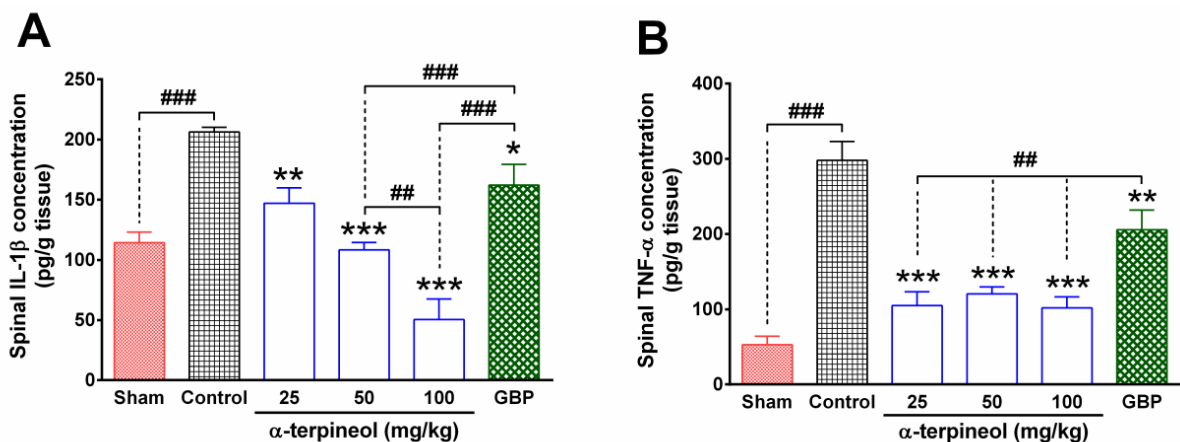 A
Spinal IL-1β concentration
(pg/g tissue)
250
200
150
100
50
0
###
**
***
***
##
###
###
*
Sham Control 25 50 100 GBP
α-terpineol (mg/kg)
B
Spinal TNF-α concentration
(pg/g tissue)
400
300
200
100
0
###
***
***
***
##
**
Sham Control 25 50 100 GBP
α-terpineol (mg/kg)